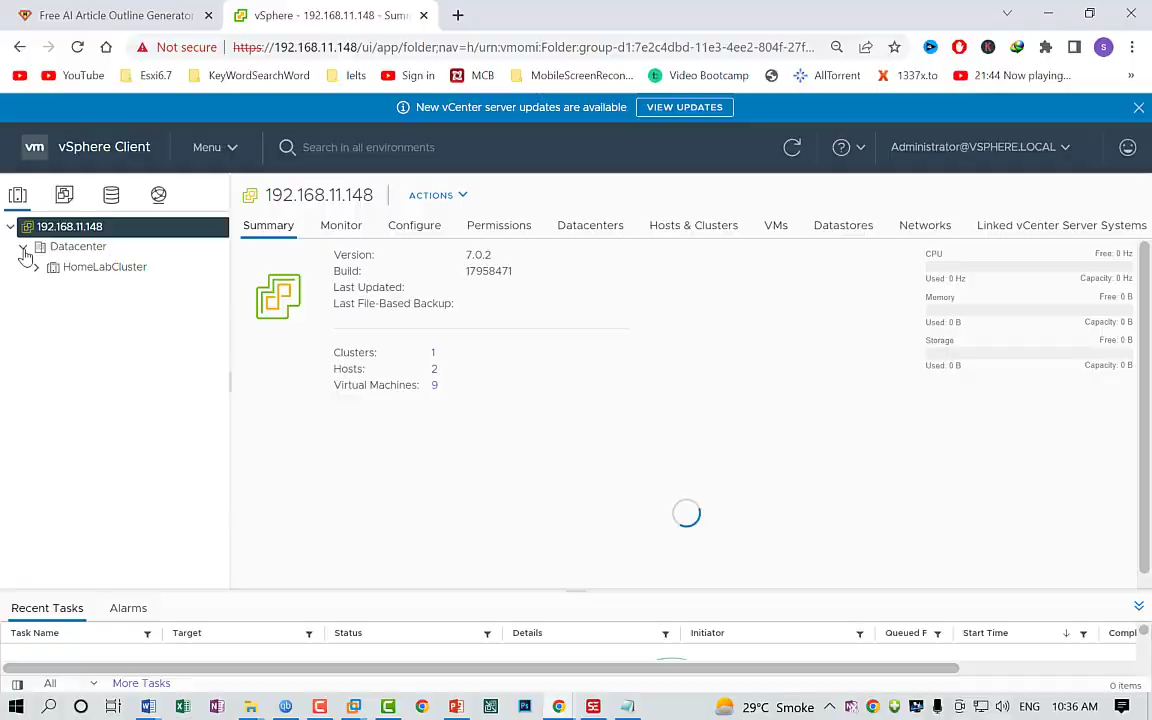 Free AI Article Outline Generator
vSphere - 192.168.11.148 - Summ
Not secure
https://192.168.11.148/ui/app/folder;nav=h/urn:vmomi:Folder:group-d1:7e2c4dbd-11e3-4ee2-804f-27f...
S
YouTube
Esxi6.7
KeyWordSearchWord
Ielts
Sign in
MCB
MobileScreenRecon...
Video Bootcamp
AllTorrent
1337x.to
21:44 Now playing...
New vCenter server updates are available
VIEW UPDATES
vm
vSphere Client
Menu
Search in all environments
Administrator@VSPHERE.LOCAL
192.168.11.148
Datacenter
HomeLabCluster
192.168.11.148
ACTIONS
Summary
Monitor
Configure
Permissions
Datacenters
Hosts & Clusters
VMs
Datastores
Networks
Linked vCenter Server Systems
Version: 7.0.2
Build: 17958471
Last Updated:
Last File-Based Backup:
Clusters: 1
Hosts: 2
Virtual Machines: 9
CPU Free: 0 Hz
Used: 0 Hz Capacity: 0 Hz
Memory Free: 0 B
Used: 0 B Capacity: 0 B
Storage Free: 0 B
Used: 0 B Capacity: 0 B
Recent Tasks
Alarms
Task Name
Target
Status
Details
Initiator
Queued F
Start Time
Compl
All
More Tasks
0 items
29°C Smoke
ENG
10:36 AM